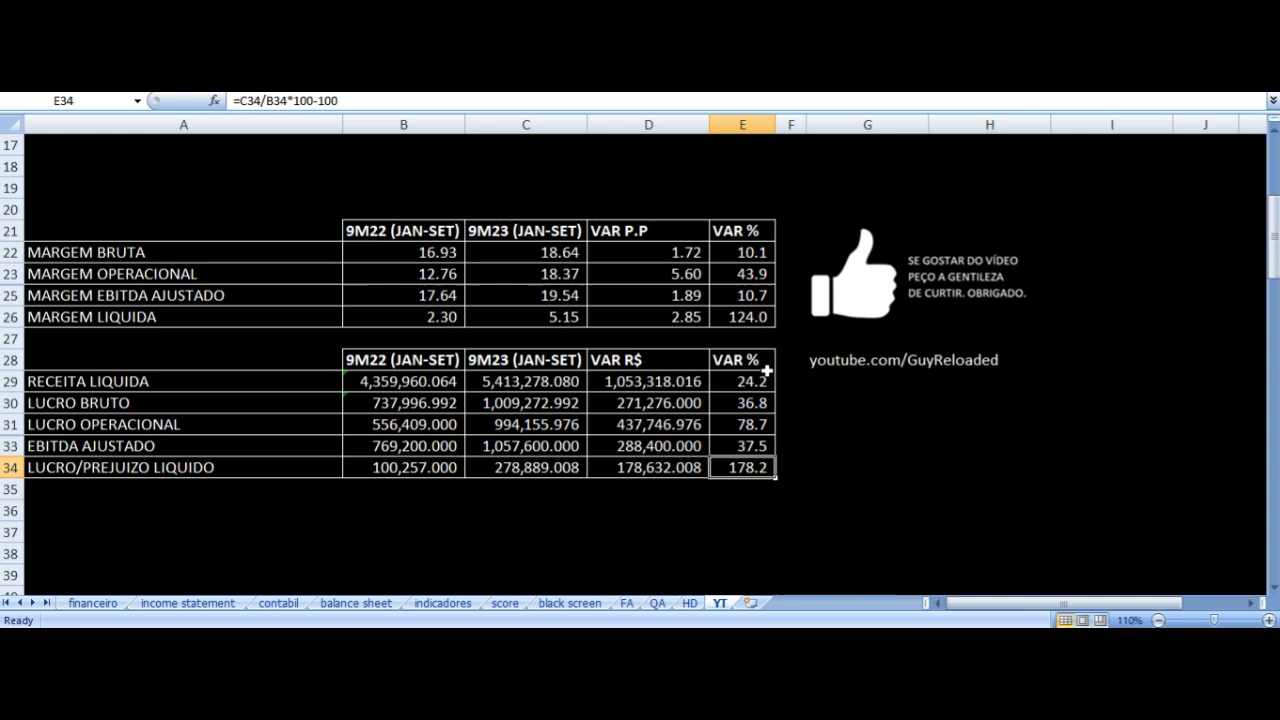 E34 fx =C34/B34*100-100
A B C D E F G H I J
17
18
19
20
21 9M22 (JAN-SET) 9M23 (JAN-SET) VAR P.P VAR %
22 MARGEM BRUTA 16.93 18.64 1.72 10.1
23 MARGEM OPERACIONAL 12.76 18.37 5.60 43.9
25 MARGEM EBITDA AJUSTADO 17.64 19.54 1.89 10.7
26 MARGEM LIQUIDA 2.30 5.15 2.85 124.0
SE GOSTAR DO VÍDEO
PEÇO A GENTILEZA
DE CURTIR. OBRIGADO.
27
28 9M22 (JAN-SET) 9M23 (JAN-SET) VAR R$ VAR % youtube.com/GuyReloaded
29 RECEITA LIQUIDA 4,359,960.064 5,413,278.080 1,053,318.016 24.2
30 LUCRO BRUTO 737,996.992 1,009,272.992 271,276.000 36.8
31 LUCRO OPERACIONAL 556,409.000 994,155.976 437,746.976 78.7
33 EBITDA AJUSTADO 769,200.000 1,057,600.000 288,400.000 37.5
34 LUCRO/PREJUIZO LIQUIDO 100,257.000 278,889.008 178,632.008 178.2
35
36
37
38
39
financeiro income statement contabil balance sheet indicadores score black screen FA QA HD YT
Ready 110%